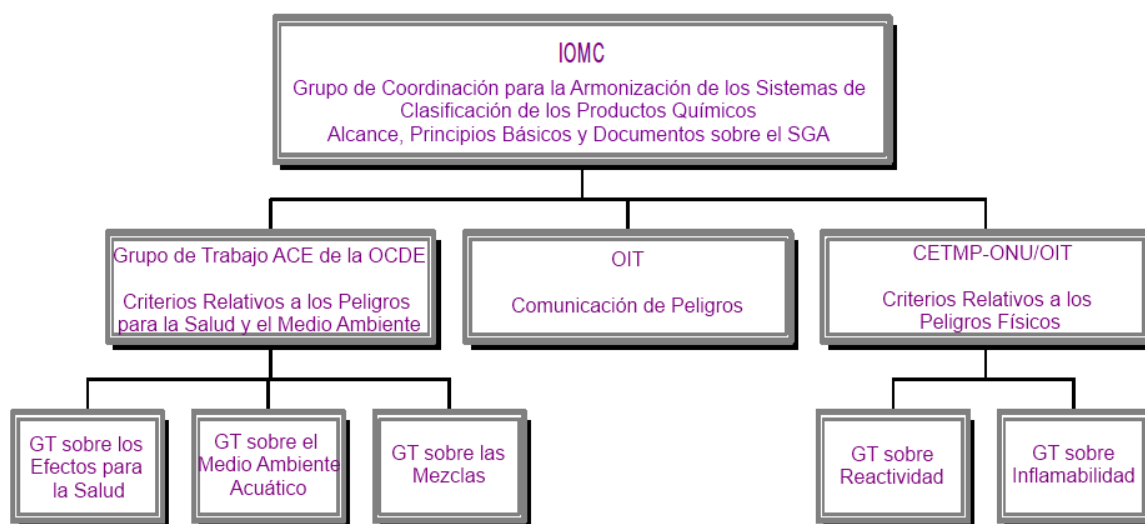 IOMC
Grupo de Coordinación para la Armonización de los Sistemas de
Clasificación de los Productos Químicos
Alcance, Principios Básicos y Documentos sobre el SGA
Grupo de Trabajo ACE de la OCDE
Criterios Relativos a los Peligros
para la Salud y el Medio Ambiente
OIT
Comunicación de Peligros
CETMP-ONU/OIT
Criterios Relativos a los
Peligros Físicos
GT sobre los
Efectos para
la Salud
GT sobre el
Medio Ambiente
Acuático
GT sobre las
Mezclas
GT sobre
Reactividad
GT sobre
Inflamabilidad